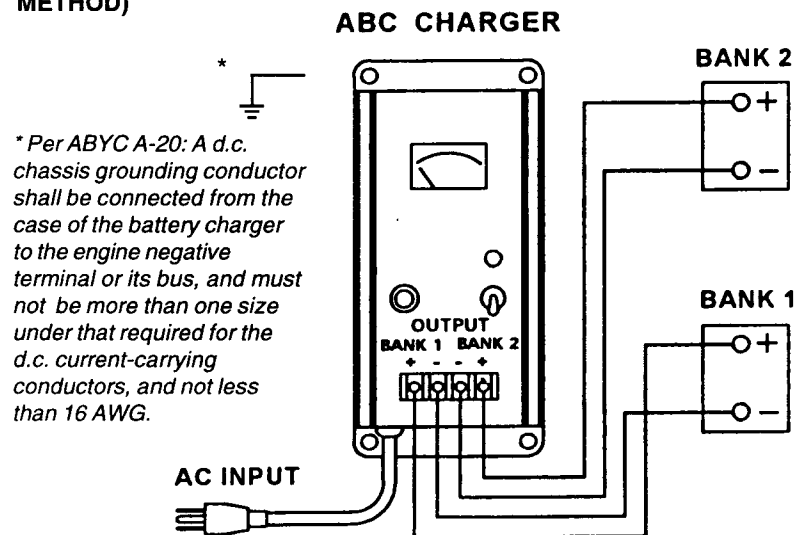 METHOD)
ABC CHARGER
*
BANK 2
+
-
* Per ABYC A-20: A d.c.
chassis grounding conductor
shall be connected from the
case of the battery charger
to the engine negative
terminal or its bus, and must
not be more than one size
under that required for the
d.c. current-carrying
conductors, and not less
than 16 AWG.
BANK 1
+
-
OUTPUT
BANK 1 BANK 2
+ - - +
AC INPUT